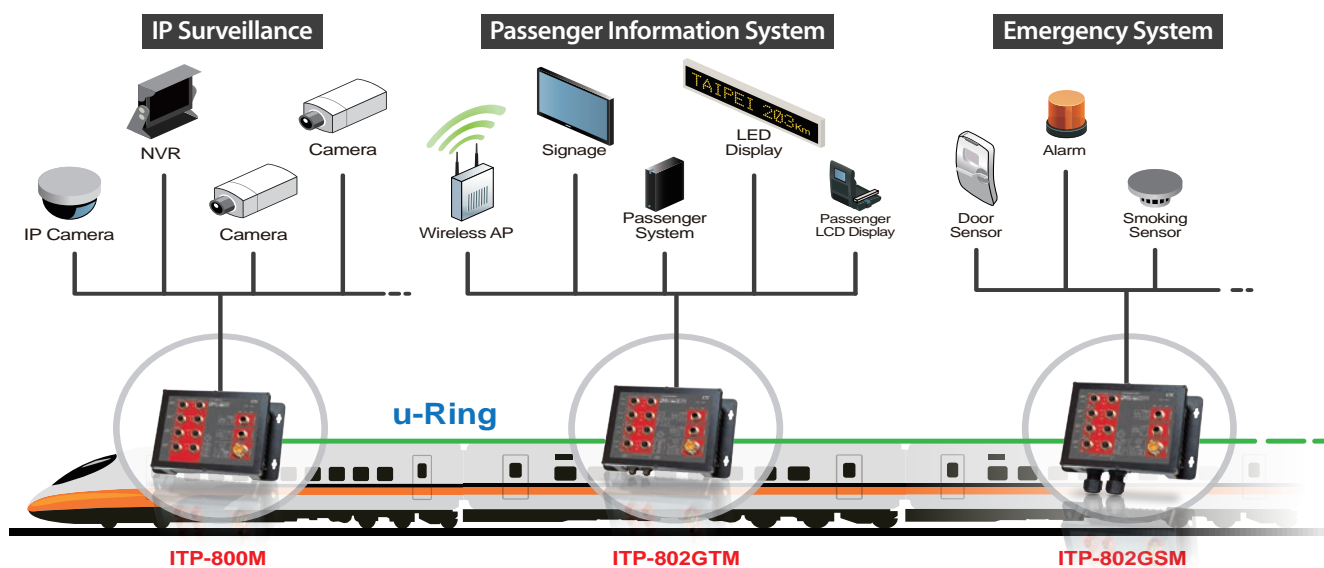 IP Surveillance
Passenger Information System
Emergency System
NVR
Camera
IP Camera
Camera
Signage
TAIPEI 203Km
LED
Display
Wireless AP
Passenger
System
Passenger
LCD Display
Alarm
Door
Sensor
Smoking
Sensor
u-Ring
ITP-800M
ITP-802GTM
ITP-802GSM